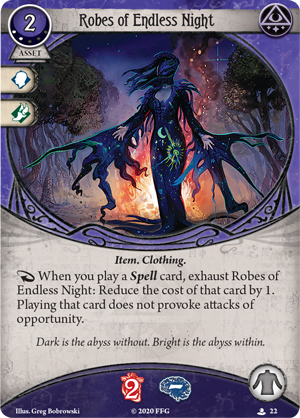 Robes of Endless Night
2
ASSET
Item. Clothing.
When you play a Spell card, exhaust Robes of
Endless Night: Reduce the cost of that card by 1.
Playing that card does not provoke attacks of
opportunity.
Dark is the abyss without. Bright is the abyss within.
2
Illus. Greg Bobrowski
© 2020 FFG
22